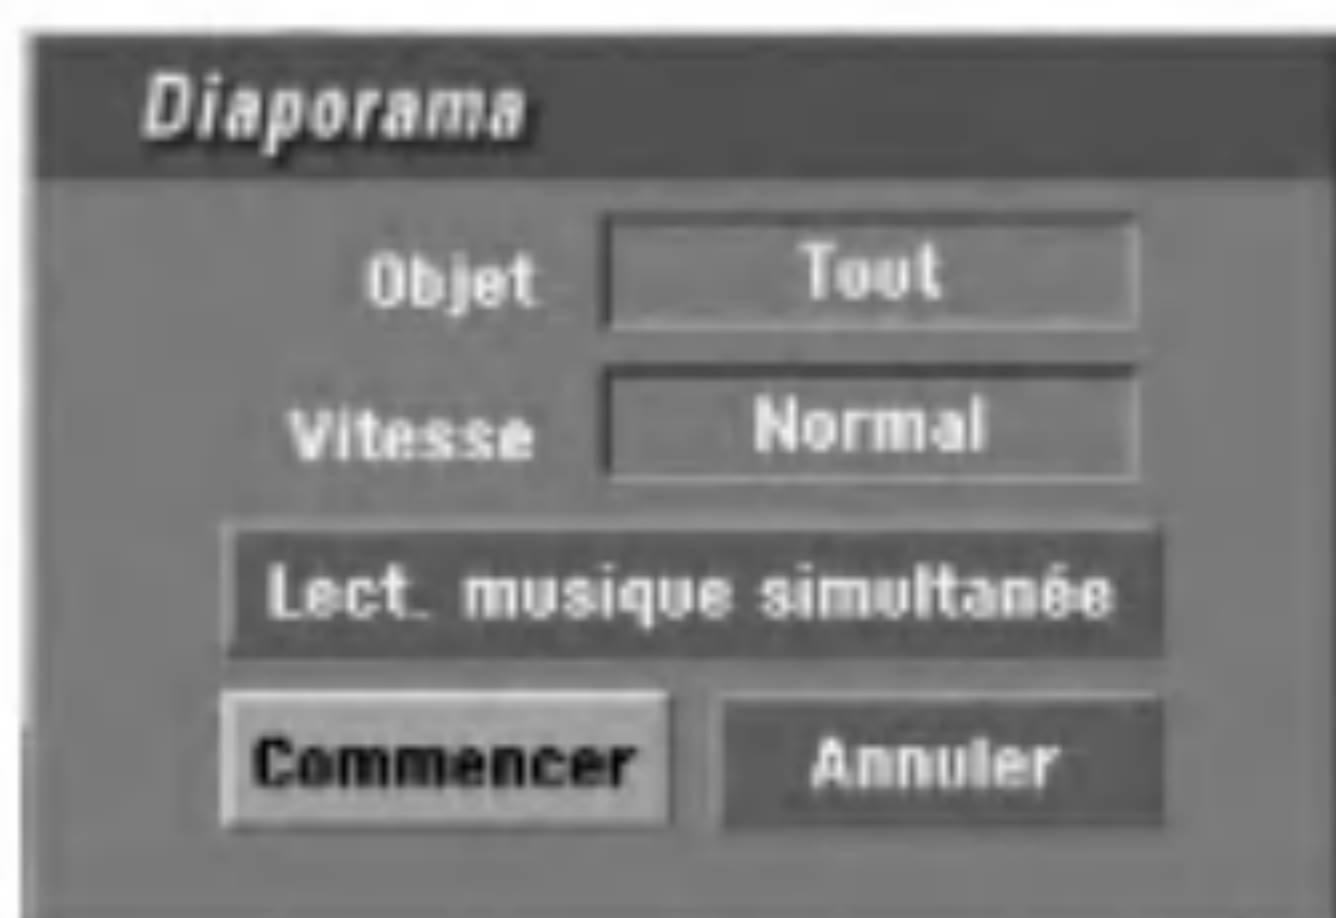 Diaporama
Objet Tout
Vitesse Normal
Lect. musique simultanée
Commencer Annuler